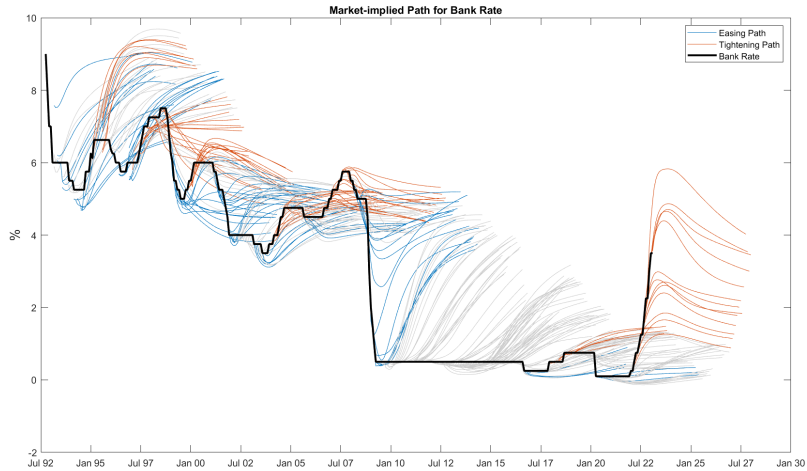 Market-implied Path for Bank Rate
Easing Path
Tightening Path
Bank Rate
10
8
6
4
2
0
-2
%
Jul 92 Jan 95 Jul 97 Jan 00 Jul 02 Jan 05 Jul 07 Jan 10 Jul 12 Jan 15 Jul 17 Jan 20 Jul 22 Jan 25 Jul 27 Jan 30